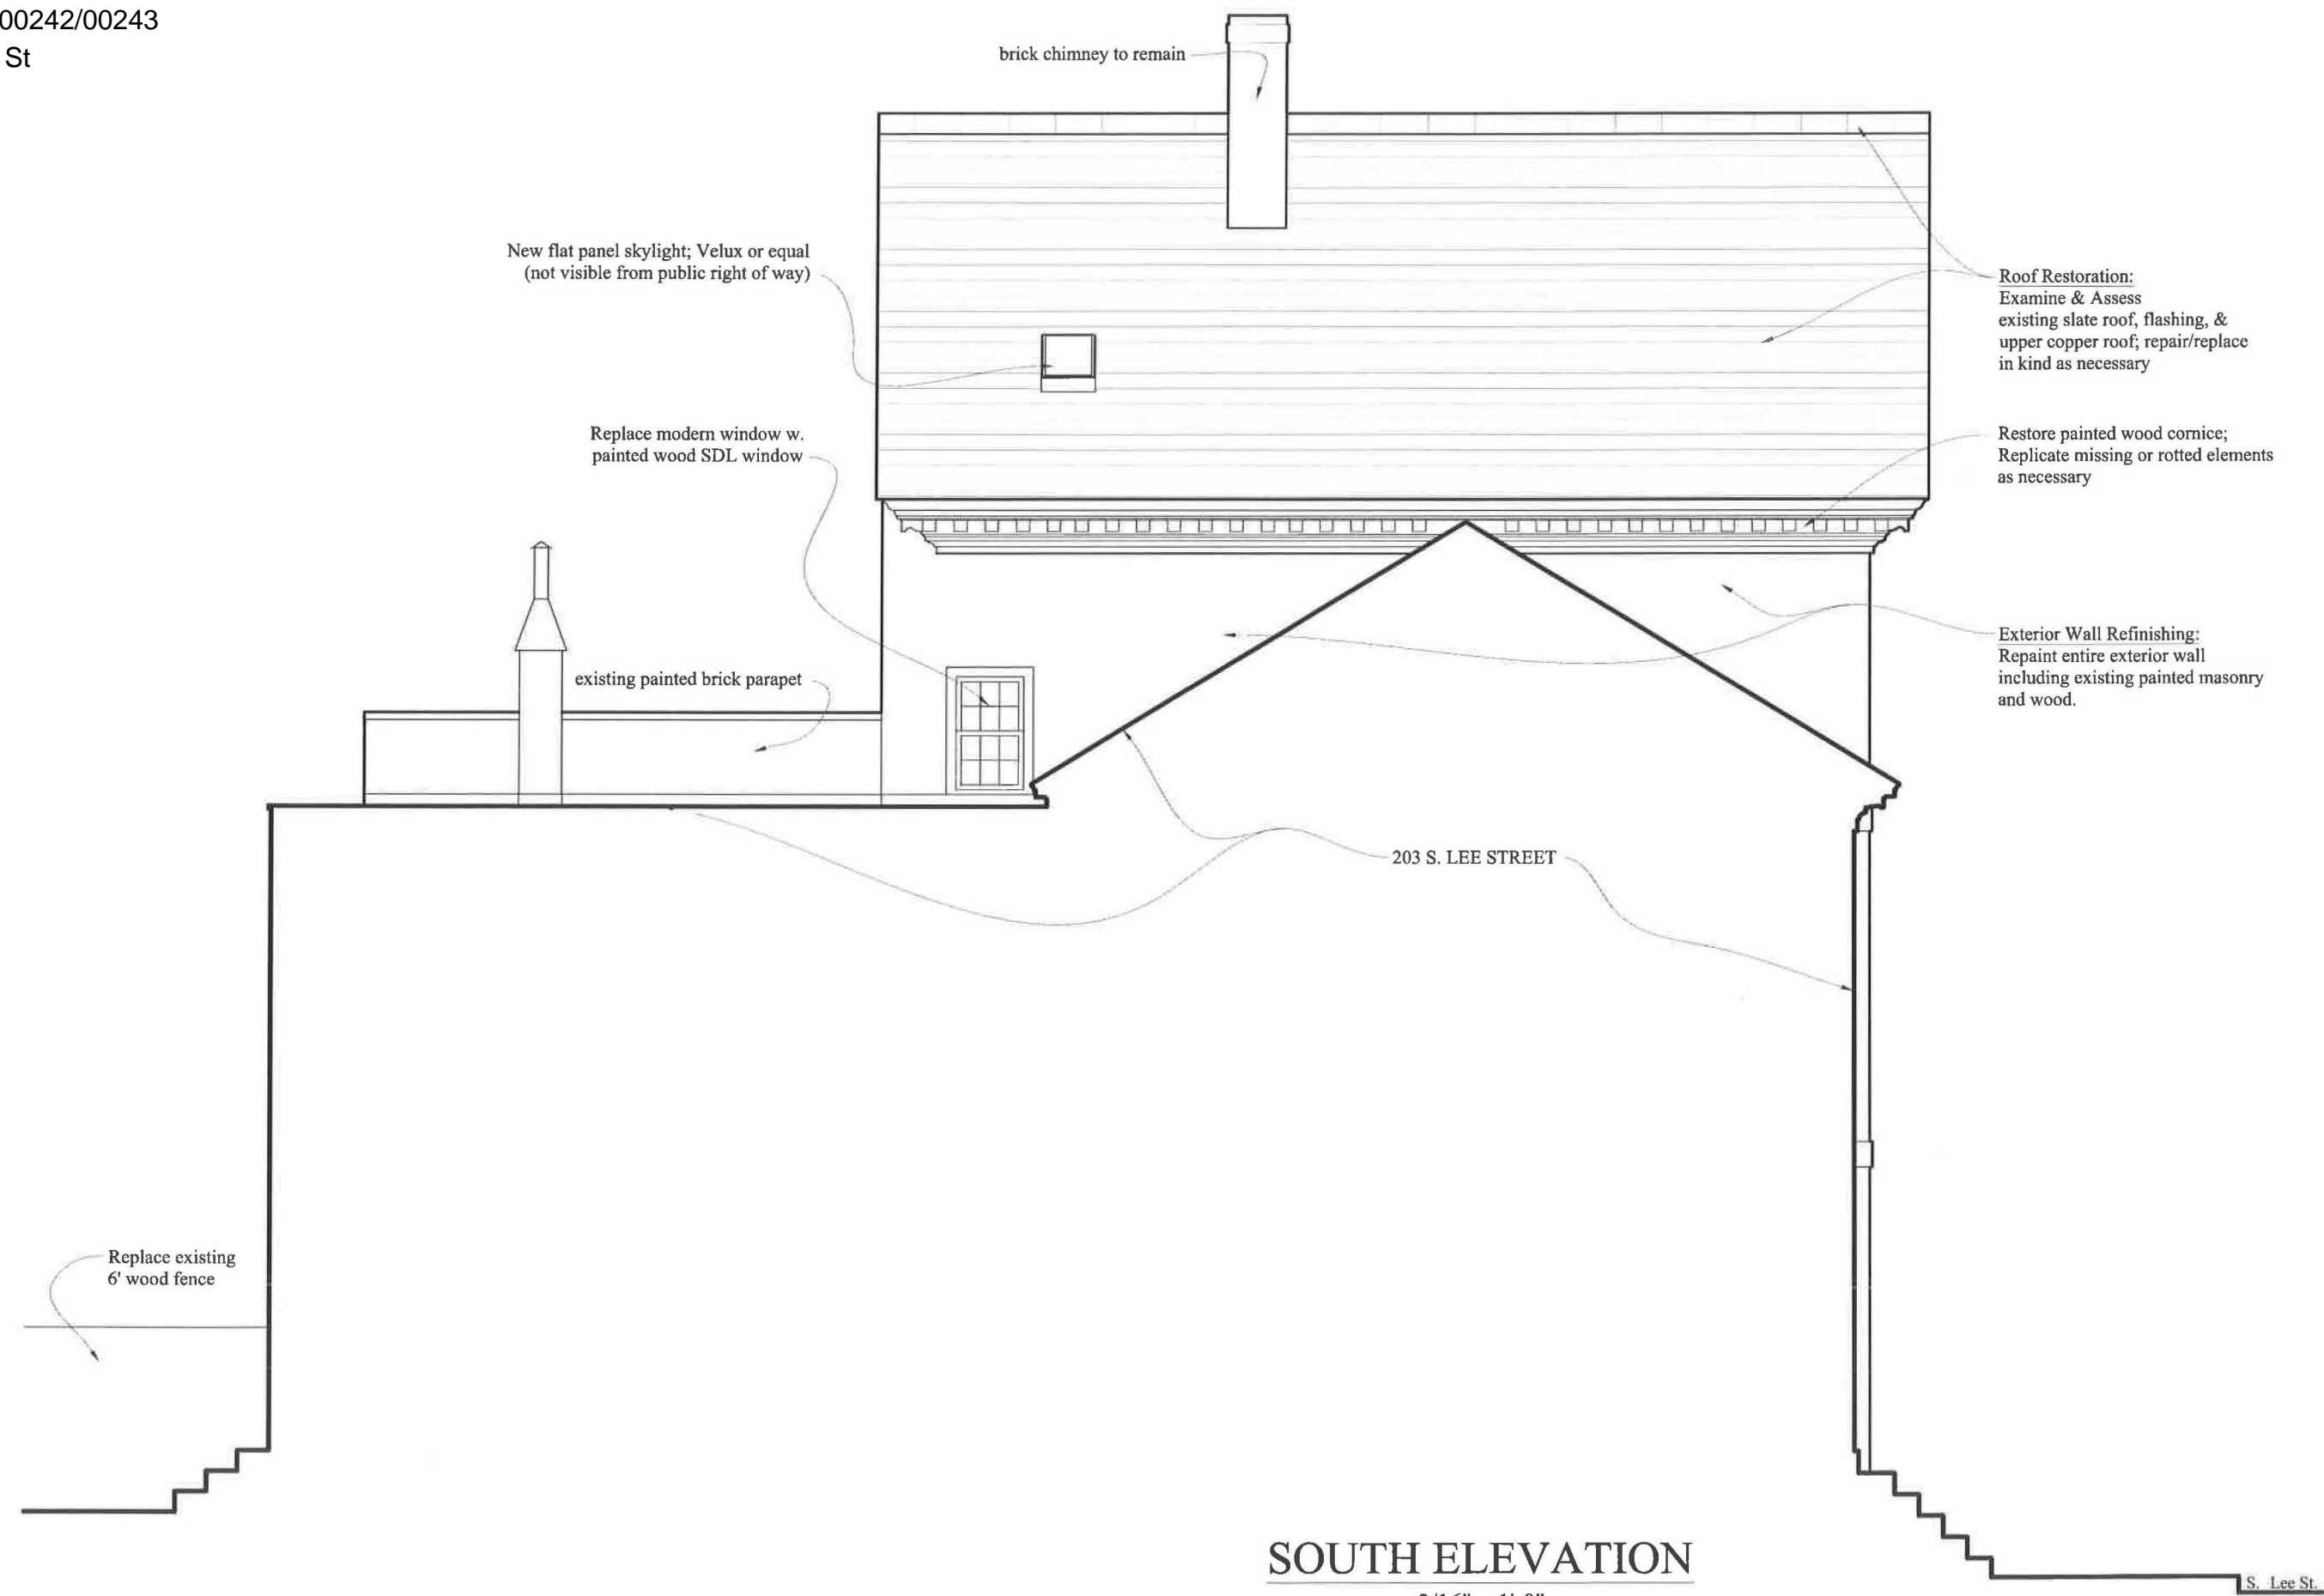 00242/00243
St
brick chimney to remain
New flat panel skylight; Velux or equal
(not visible from public right of way)
Roof Restoration:
Examine & Assess
existing slate roof, flashing, &
upper copper roof; repair/replace
in kind as necessary
Replace modern window w.
painted wood SDL window
Restore painted wood cornice;
Replicate missing or rotted elements
as necessary
Exterior Wall Refinishing:
Repaint entire exterior wall
including existing painted masonry
and wood.
existing painted brick parapet
203 S. LEE STREET
Replace existing
6' wood fence
SOUTH ELEVATION
S. Lee St.